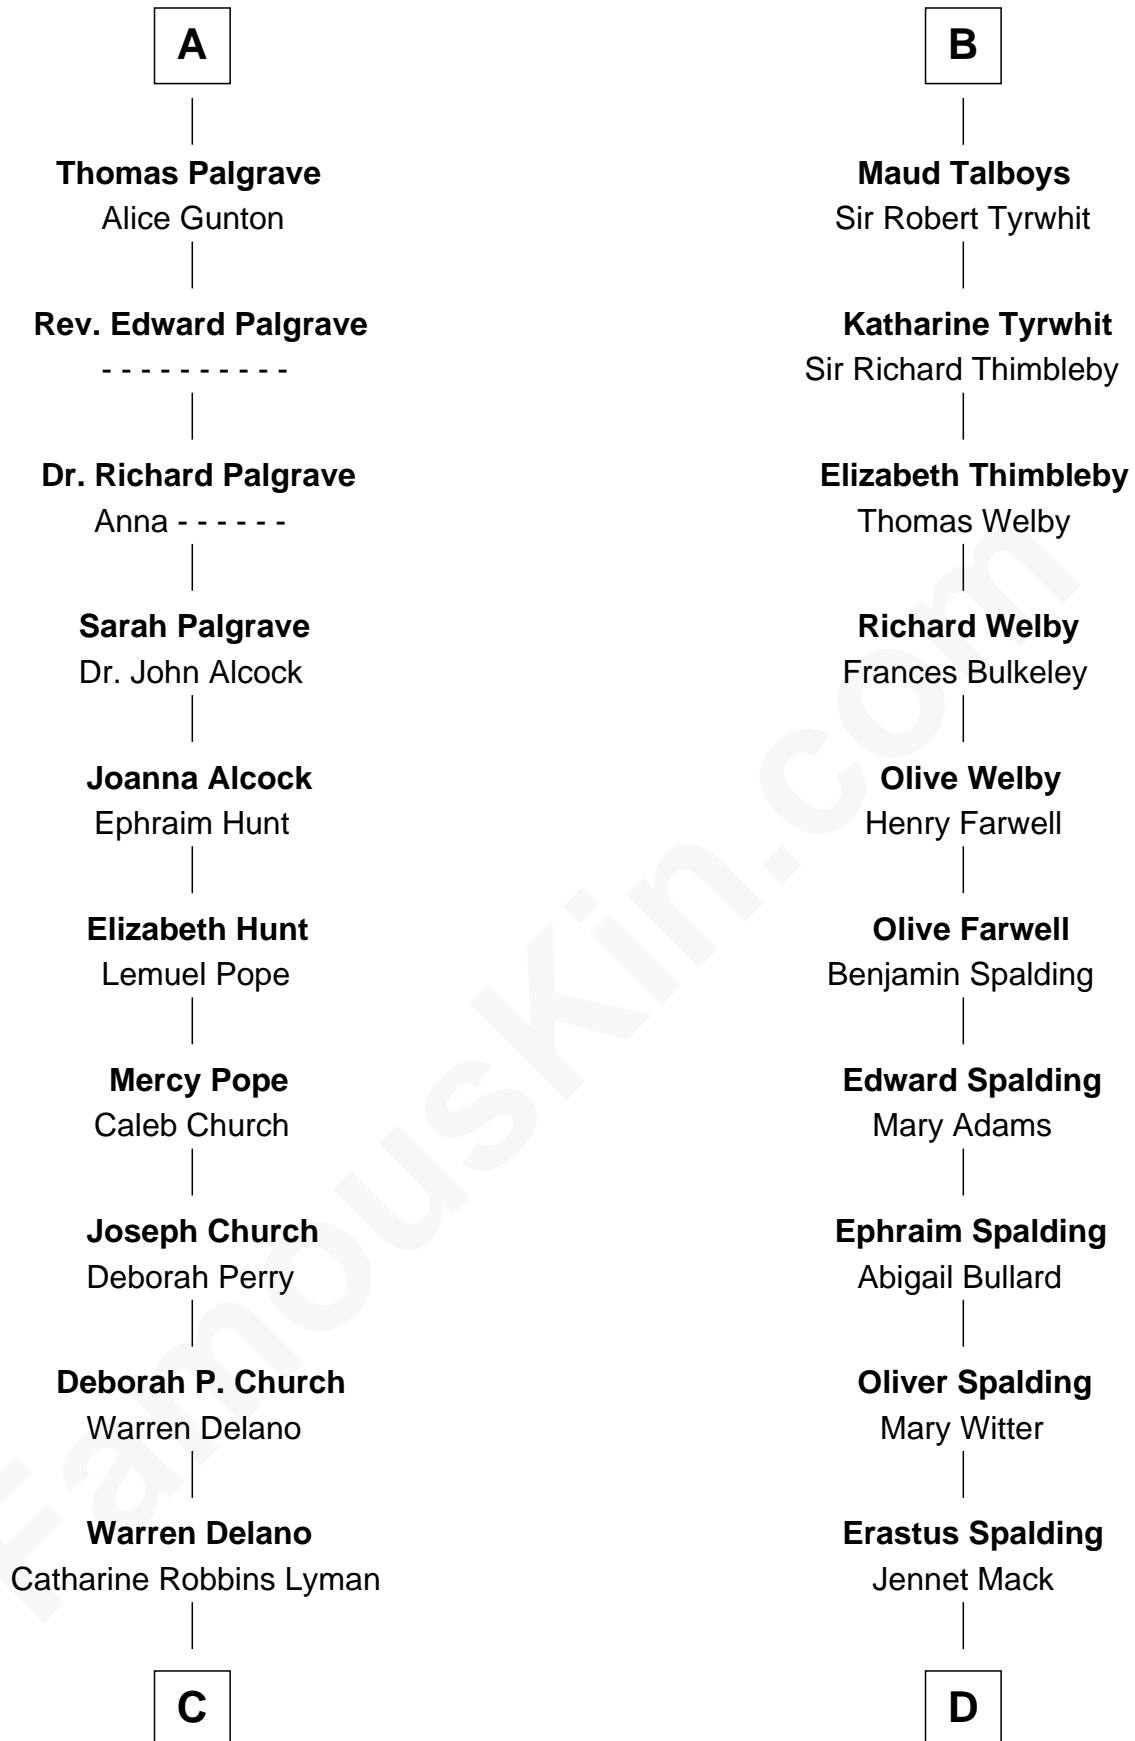 A
Thomas Palgrave
Alice Gunton
Rev. Edward Palgrave
- - - - - - - - - -
Dr. Richard Palgrave
Anna - - - - - -
Sarah Palgrave
Dr. John Alcock
Joanna Alcock
Ephraim Hunt
Elizabeth Hunt
Lemuel Pope
Mercy Pope
Caleb Church
Joseph Church
Deborah Perry
Deborah P. Church
Warren Delano
Warren Delano
Catharine Robbins Lyman
C
B
Maud Talboys
Sir Robert Tyrwhit
Katharine Tyrwhit
Sir Richard Thimbleby
Elizabeth Thimbleby
Thomas Welby
Richard Welby
Frances Bulkeley
Olive Welby
Henry Farwell
Olive Farwell
Benjamin Spalding
Edward Spalding
Mary Adams
Ephraim Spalding
Abigail Bullard
Oliver Spalding
Mary Witter
Erastus Spalding
Jennet Mack
D
FamousKin.com